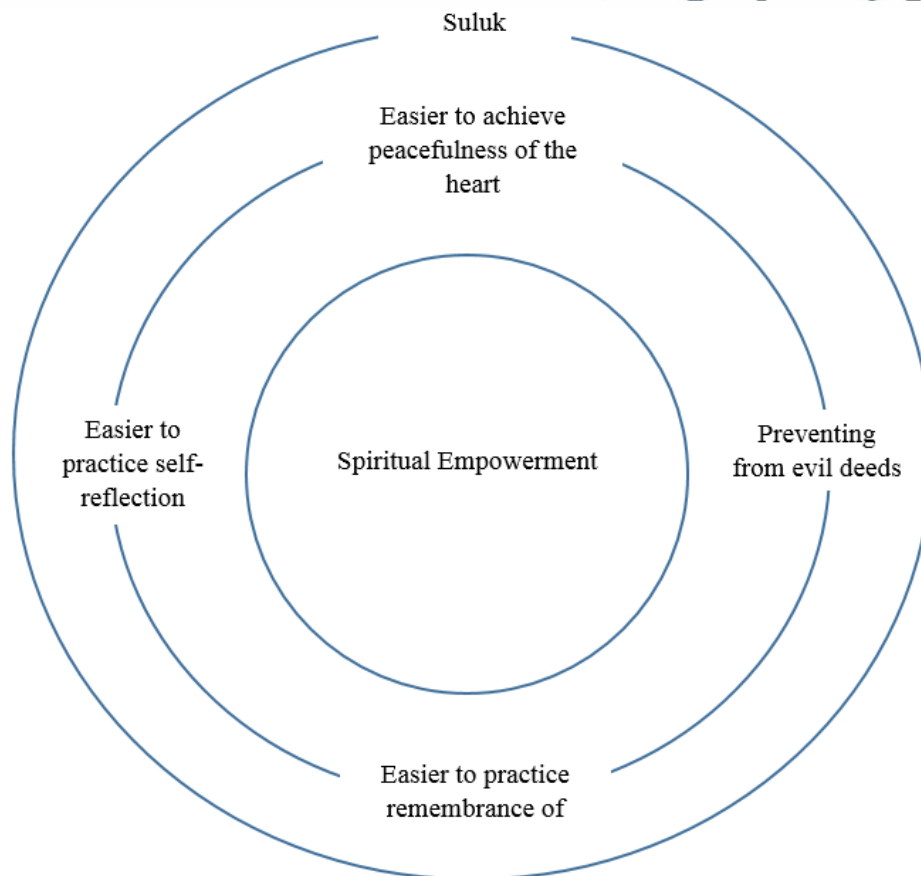 Suluk
Easier to achieve
peacefulness of the
heart
Easier to
practice self-
reflection
Spiritual Empowerment
Preventing
from evil deeds
Easier to practice
remembrance of